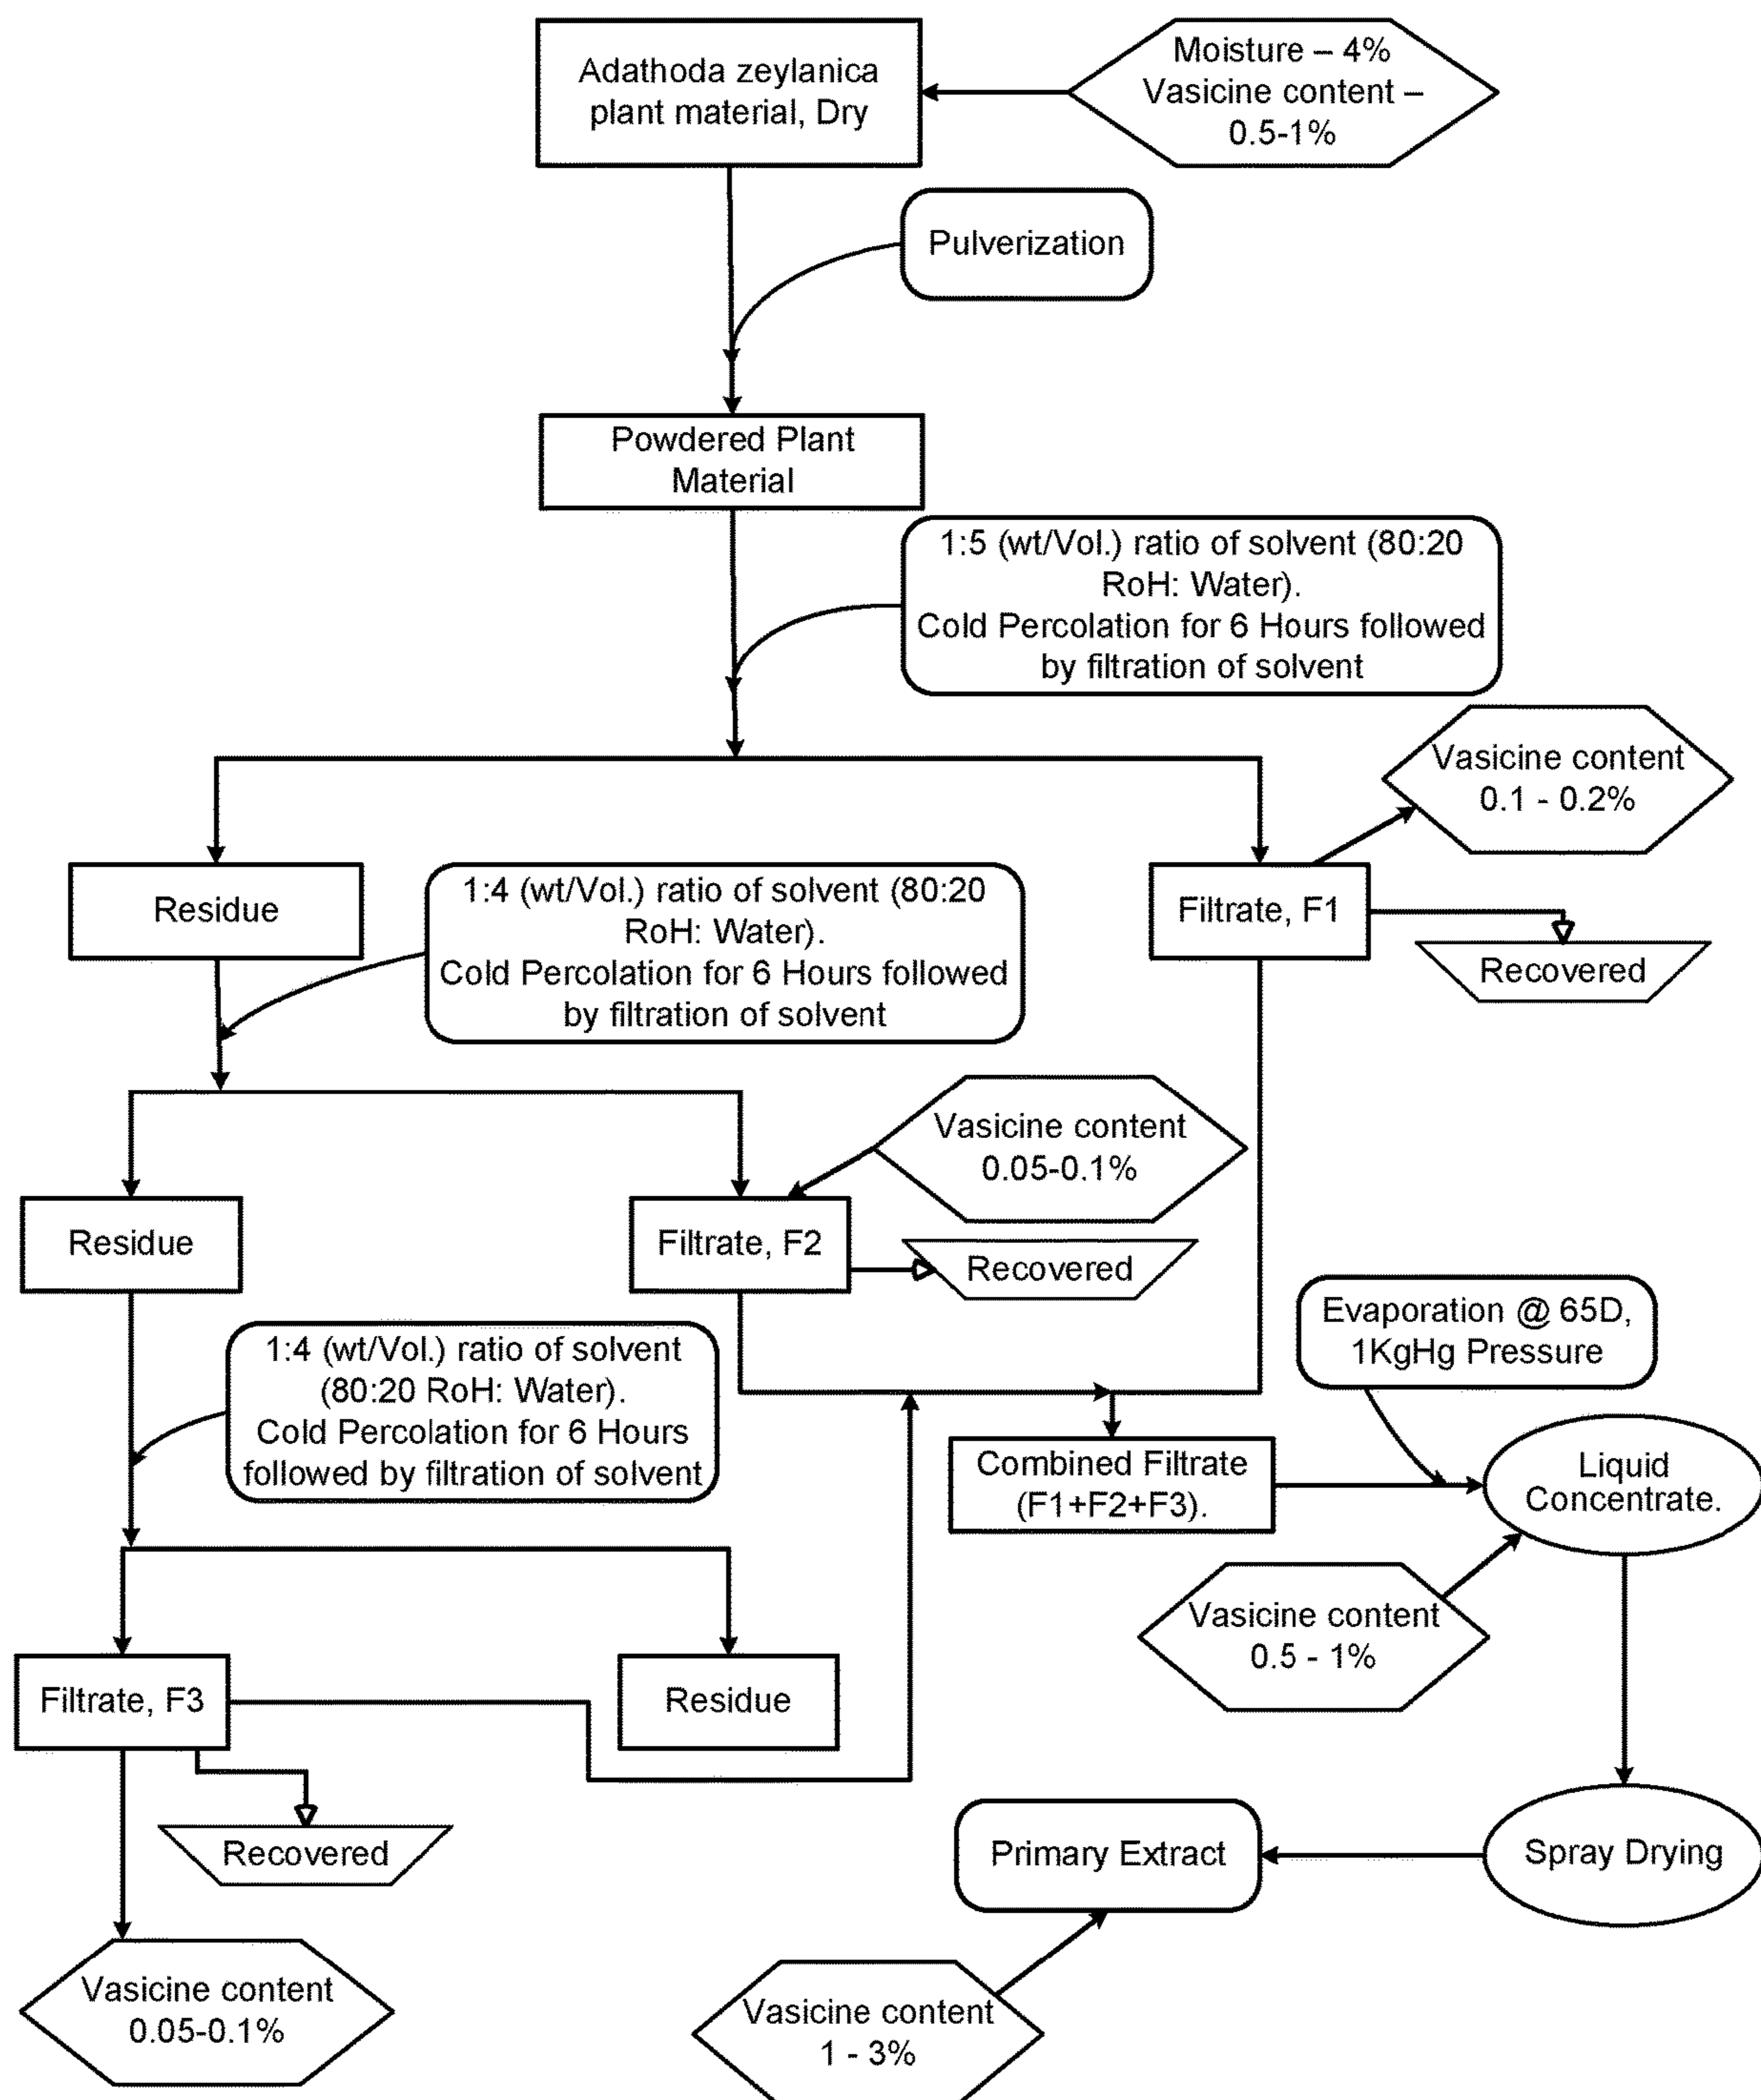 Adathoda zeylanica
plant material, Dry
Moisture – 4%
Vasicine content –
0.5-1%
Pulverization
Powdered Plant
Material
1:5 (wt/Vol.) ratio of solvent (80:20
RoH: Water).
Cold Percolation for 6 Hours followed
by filtration of solvent
Vasicine content
0.1 - 0.2%
Residue
1:4 (wt/Vol.) ratio of solvent (80:20
RoH: Water).
Cold Percolation for 6 Hours followed
by filtration of solvent
Filtrate, F1
Recovered
Vasicine content
0.05-0.1%
Residue
Filtrate, F2
Recovered
Evaporation @ 65D,
1KgHg Pressure
1:4 (wt/Vol.) ratio of solvent
(80:20 RoH: Water).
Cold Percolation for 6 Hours
followed by filtration of solvent
Combined Filtrate
(F1+F2+F3).
Liquid
Concentrate.
Vasicine content
0.5 - 1%
Filtrate, F3
Residue
Recovered
Primary Extract
Spray Drying
Vasicine content
0.05-0.1%
Vasicine content
1 - 3%